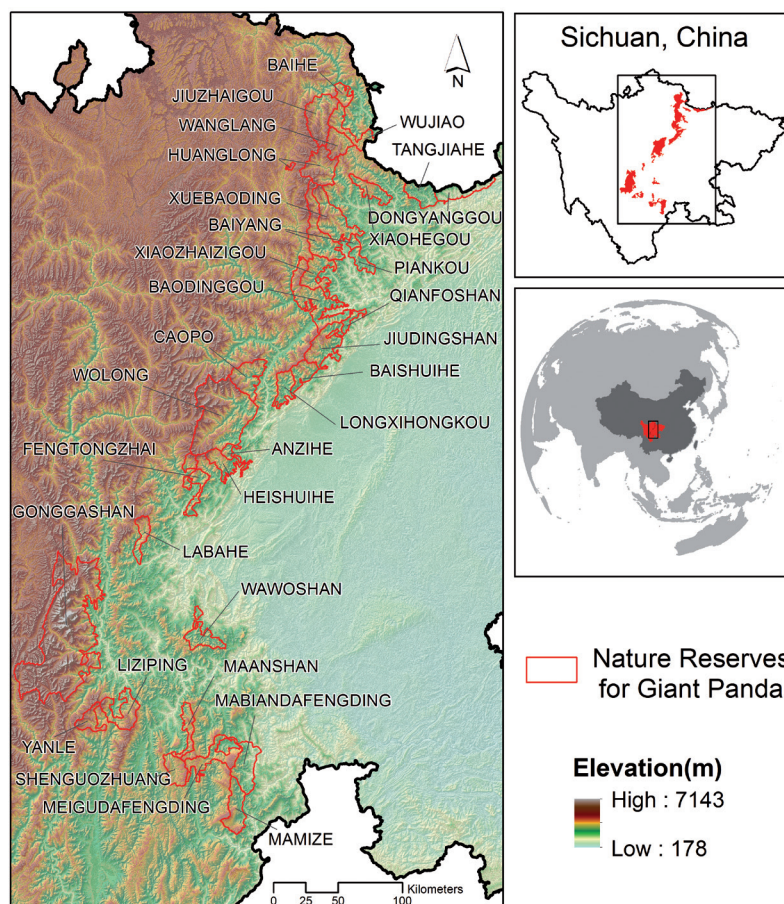 BAIHE
JIUZHAIGOU
WANGLANG
HUANGLONG
WUJIAO
TANGJIAHE
XUEBAODING
BAIYANG
XIAOZHAIZIGOU
BAODINGGOU
DONGYANGGOU
XIAOHEGOU
PIANKOU
QIANFOSHAN
CAOPO
WOLONG
JIUDINGSHAN
BAISHUIHE
LONGXIHONGKOU
FENGTONGZHAI
ANZIHE
HEISHUIHE
GONGGASHAN
LABAHE
WAWOSHAN
LIZIPING
MAANSHAN
MABIANDAFENGDING
YANLE
SHENGUOZHUANG
MEIGUDAFENGDING
MAMIZE
N
Kilometers
0 25 50 100
Sichuan, China
Nature Reserves
for Giant Panda
Elevation(m)
High : 7143
Low : 178